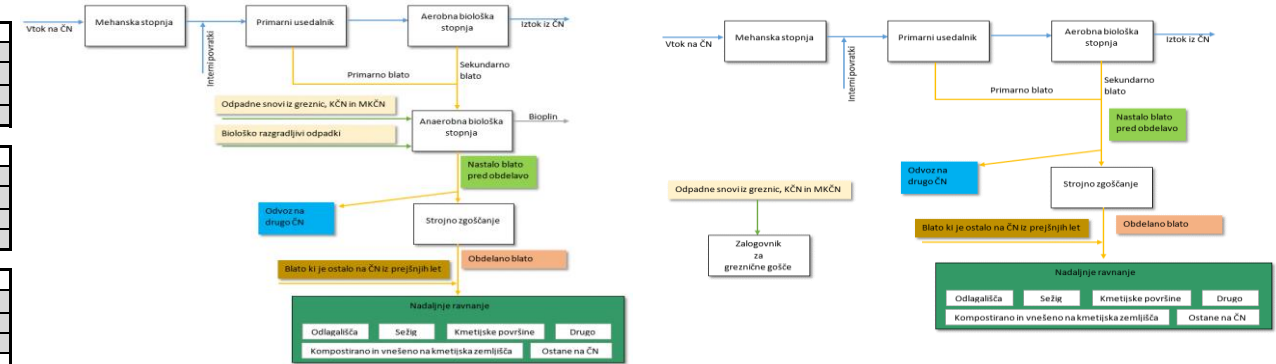 Vtok na ČN
Mehanska stopnja
Interni povratki
Primarni usedalnik
Aerobna biološka
stopnja
Iztok iz ČN
Primarno blato
Sekundarno
blato
Odpadne snovi iz greznic, KČN in MKČN
Biološko razgradljivi odpadki
Anaerobna biološka
stopnja
Bioplin
Nastalo blato
pred obdelavo
Odvoz na
drugo ČN
Strojno zgoščanje
Blato ki je ostalo na ČN iz prejšnjih let
Obdelano blato
Nadaljnje ravnanje
Odlagališča
Sežig
Kmetijske površine
Drugo
Kompostirano in vnešeno na kmetijska zemljišča
Ostane na ČN
Vtok na ČN
Mehanska stopnja
Interni povratki
Primarni usedalnik
Aerobna biološka
stopnja
Iztok iz ČN
Primarno blato
Sekundarno
blato
Nastalo blato
pred obdelavo
Odvoz na
drugo ČN
Strojno zgoščanje
Odpadne snovi iz greznic, KČN in MKČN
Zalogovnik
za
greznične gošče
Blato ki je ostalo na ČN iz prejšnjih let
Obdelano blato
Nadaljnje ravnanje
Odlagališča
Sežig
Kmetijske površine
Drugo
Kompostirano in vnešeno na kmetijska zemljišča
Ostane na ČN